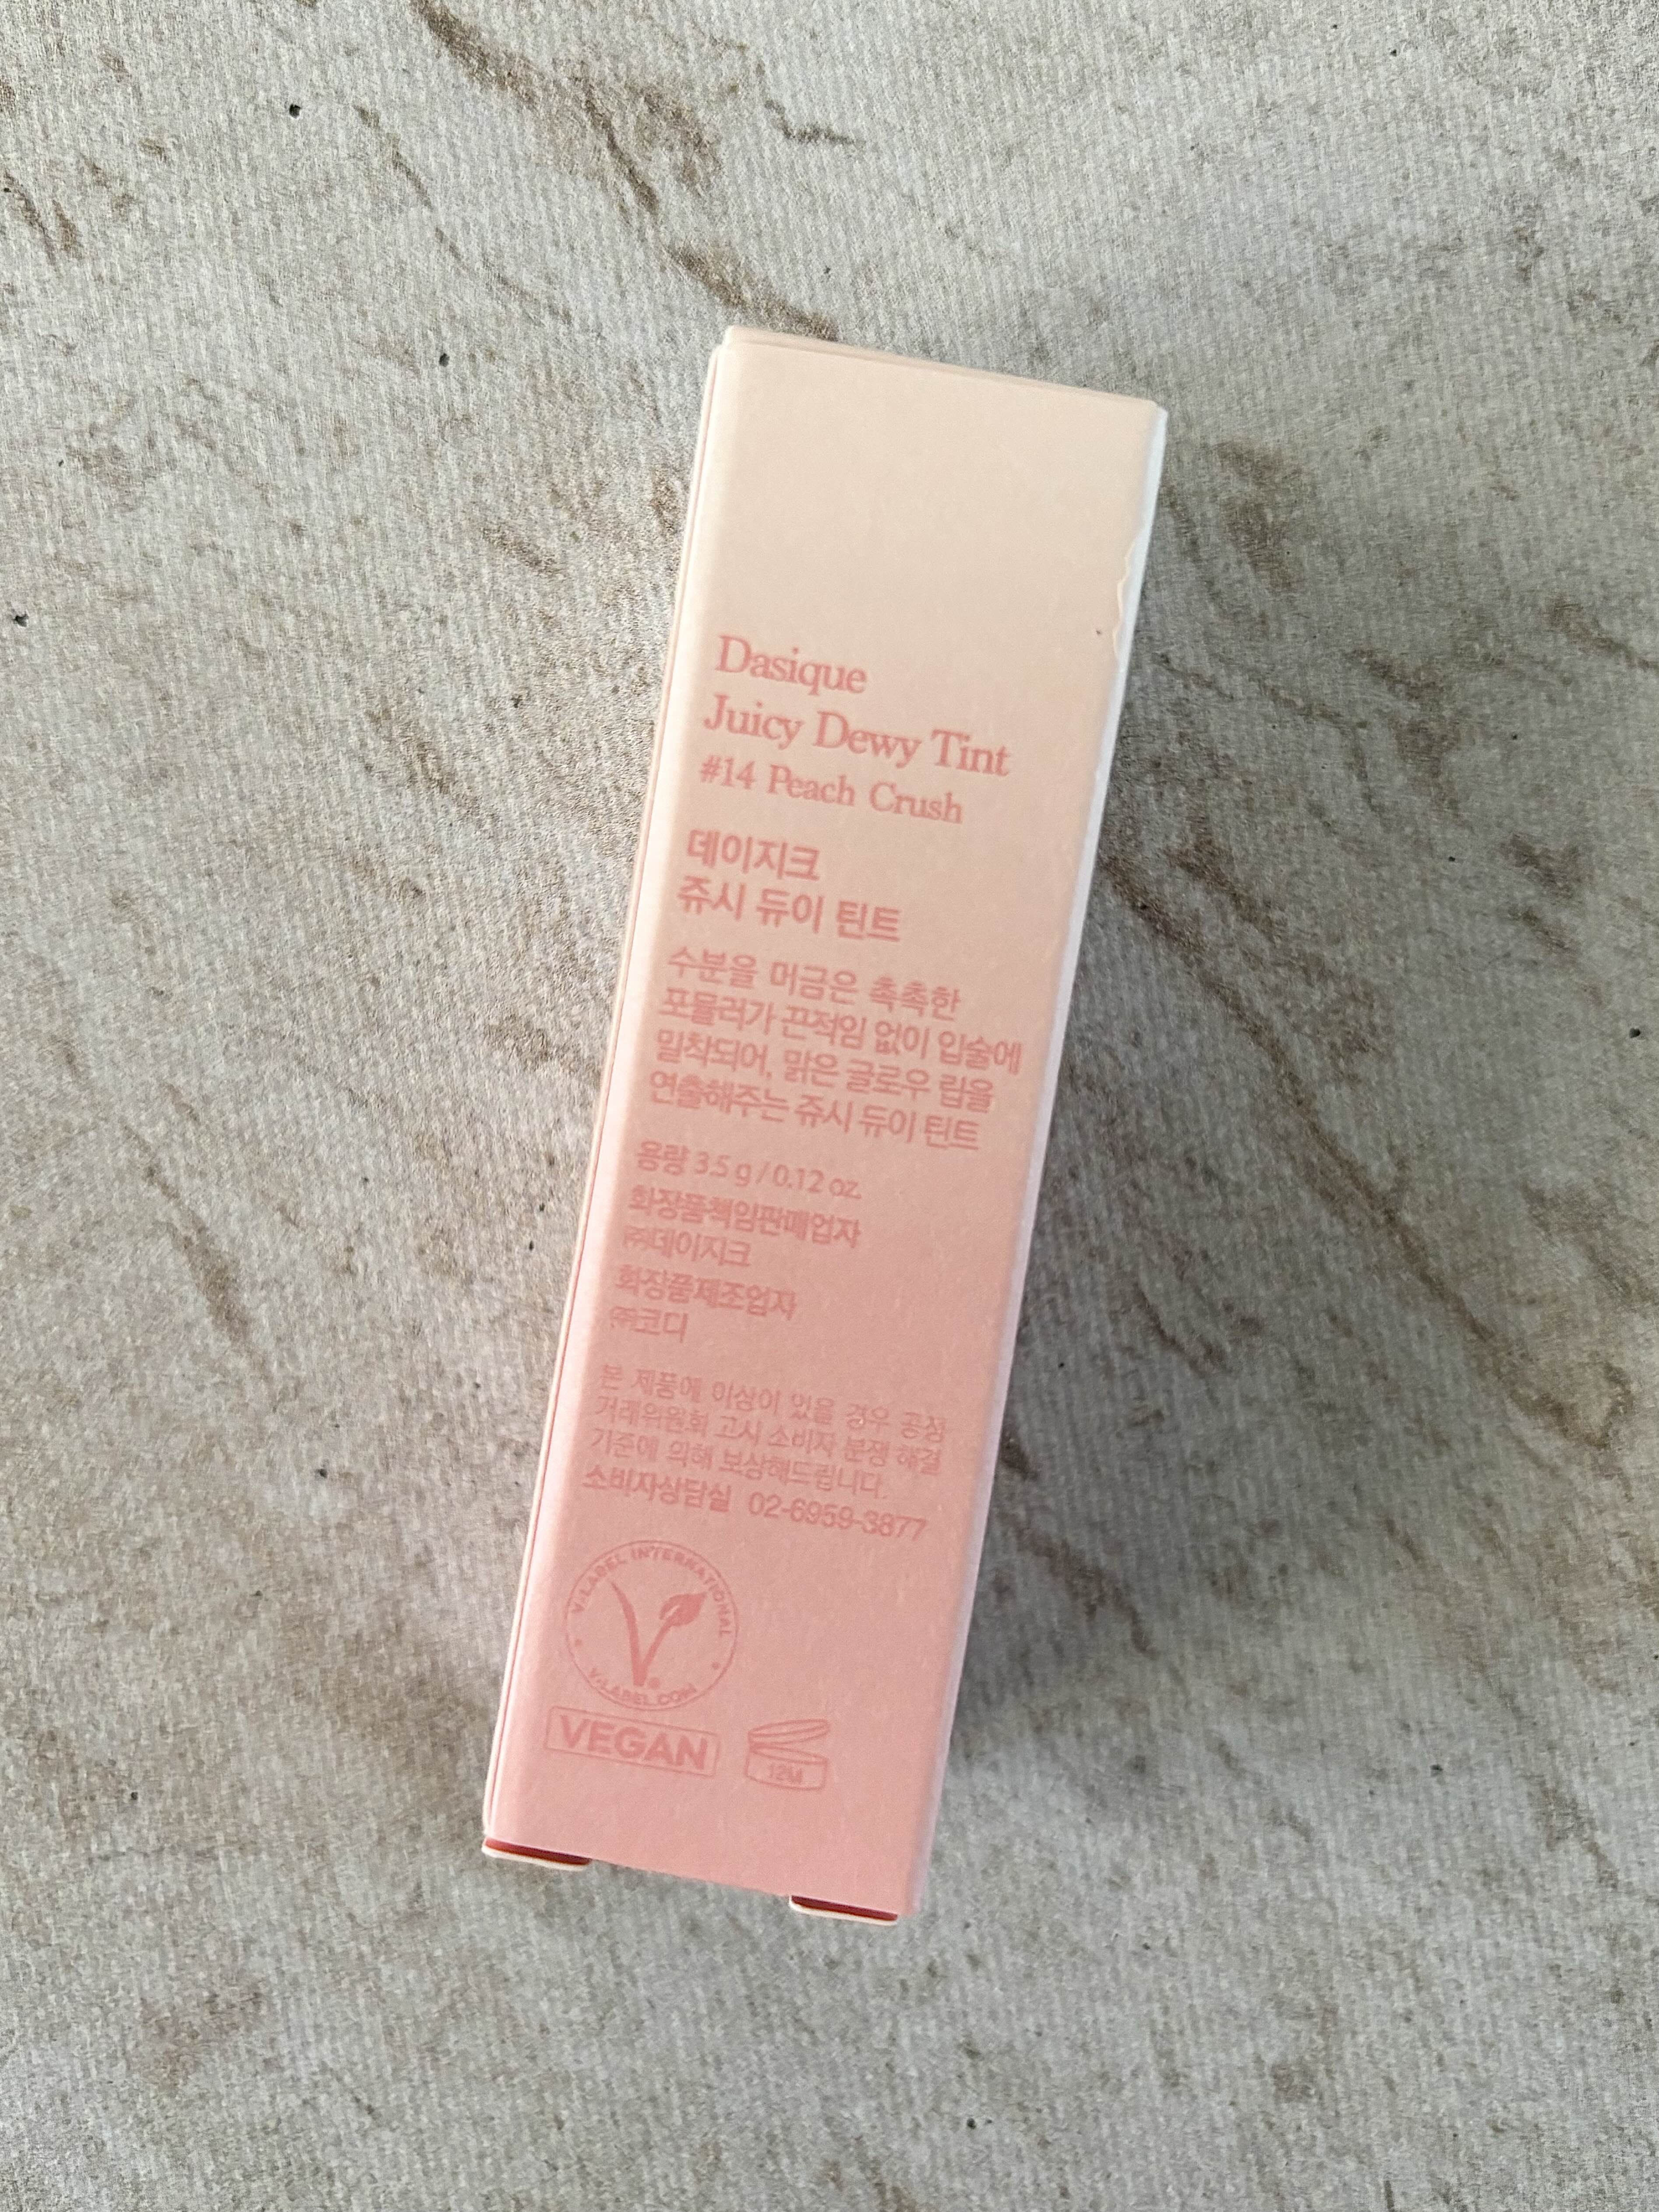 Dasique
Juicy Dewy Tint
#14 Peach Crush
데이지크
쥬시 듀이 틴트
수분을 머금은 촉촉한
포뮬러가 끈적임 없이 입술에
밀착되어, 맑은 글로우 립을
연출해주는 쥬시 듀이 틴트
용량 3.5 g / 0.12 oz.
화장품책임판매업자
㈜데이지크
화장품제조업자
㈜코디
본 제품에 이상이 있을 경우 공정
거래위원회 고시 소비자 분쟁 해결
기준에 의해 보상해드립니다.
소비자상담실 02-6959-3877
V-LABEL INTERNATIONAL
V-LABEL.COM
VEGAN
12M